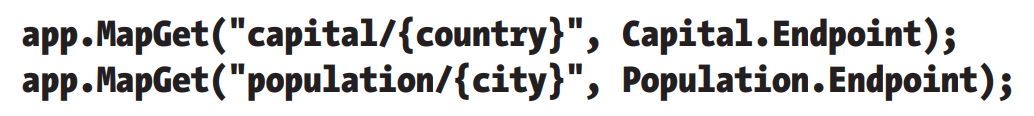 app.MapGet("capital/{country}", Capital.Endpoint);
app.MapGet("population/{city}", Population.Endpoint);